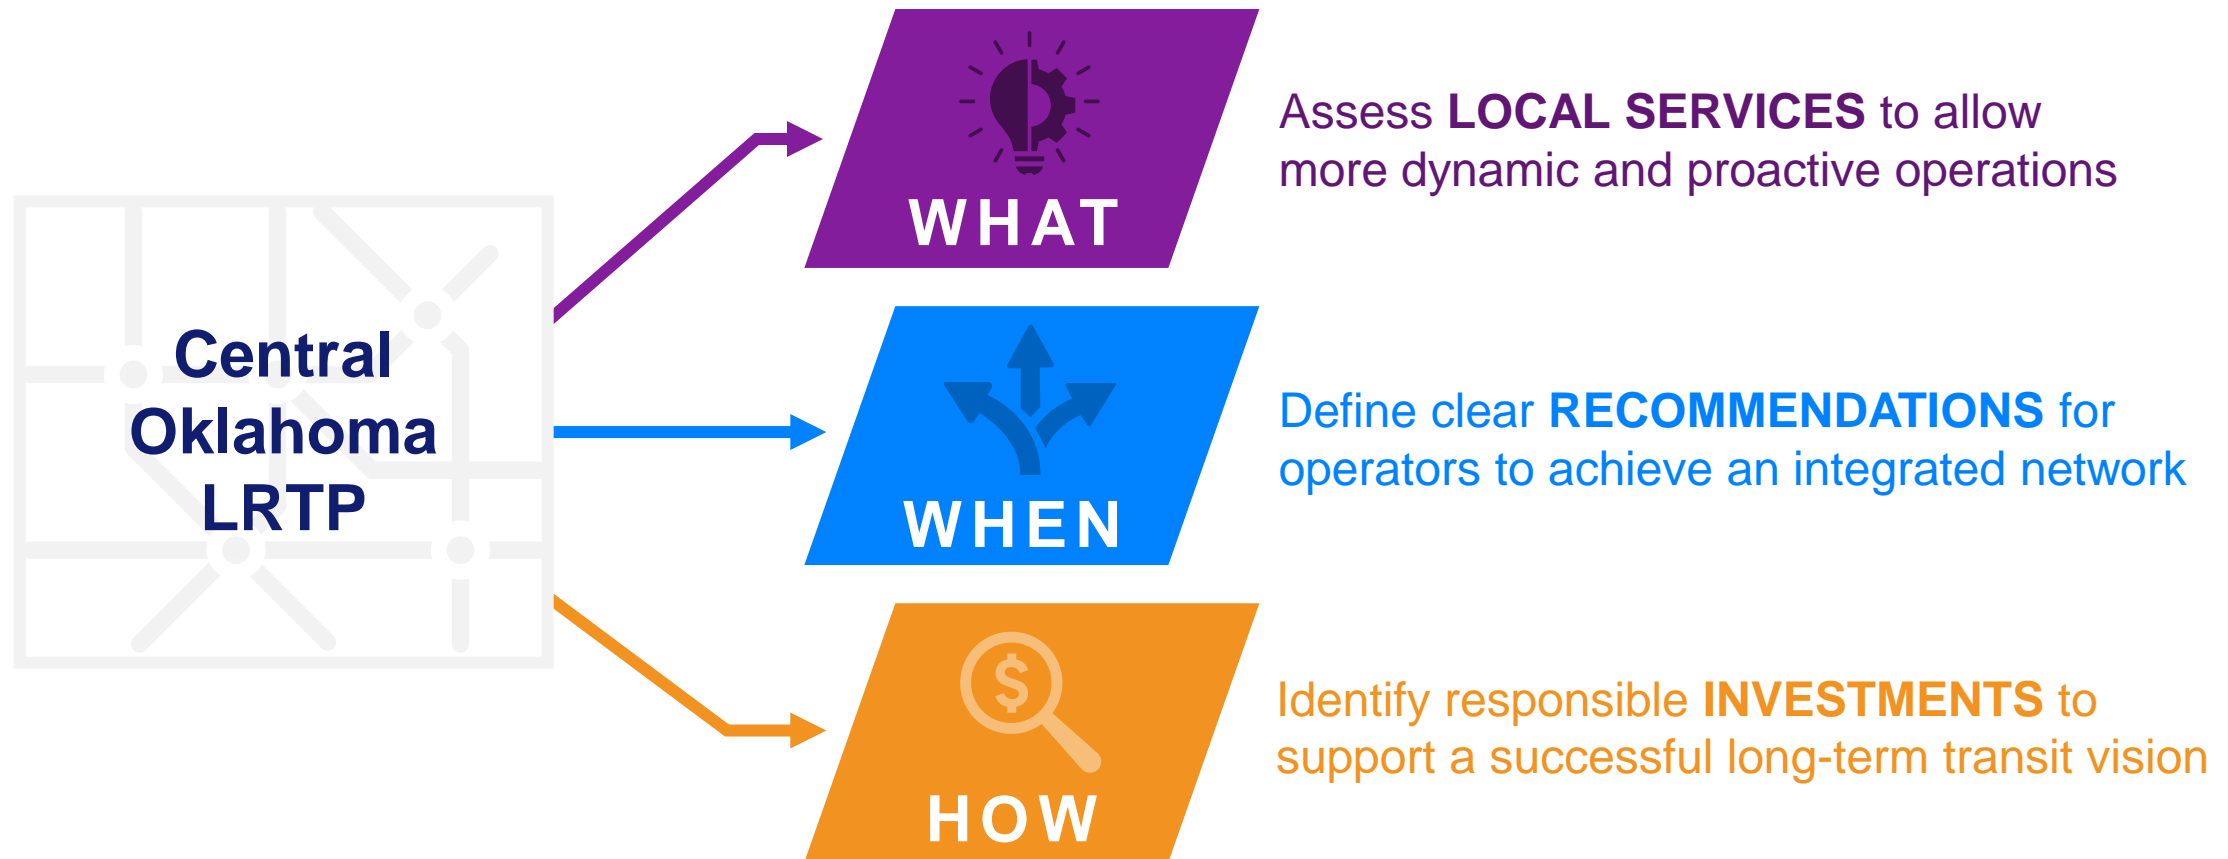 Central
Oklahoma
LRTP
WHAT
Assess LOCAL SERVICES to allow
more dynamic and proactive operations
WHEN
Define clear RECOMMENDATIONS for
operators to achieve an integrated network
$
HOW
Identify responsible INVESTMENTS to
support a successful long-term transit vision